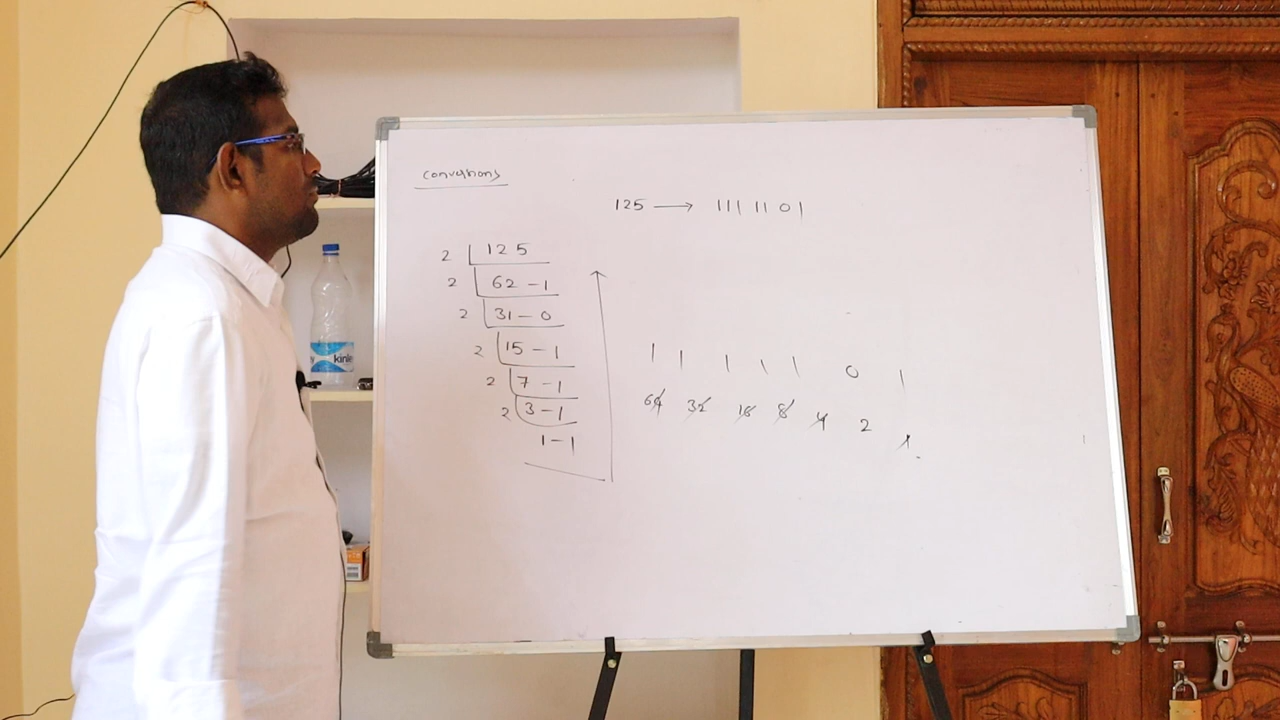 conversions
125 → 1111101
2 125
2 62 - 1
2 31 - 0
2 15 - 1
2 7 - 1
2 3 - 1
1 - 1
1 1 1 1 1 0 1
64 32 16 8 4 2 1
kinley